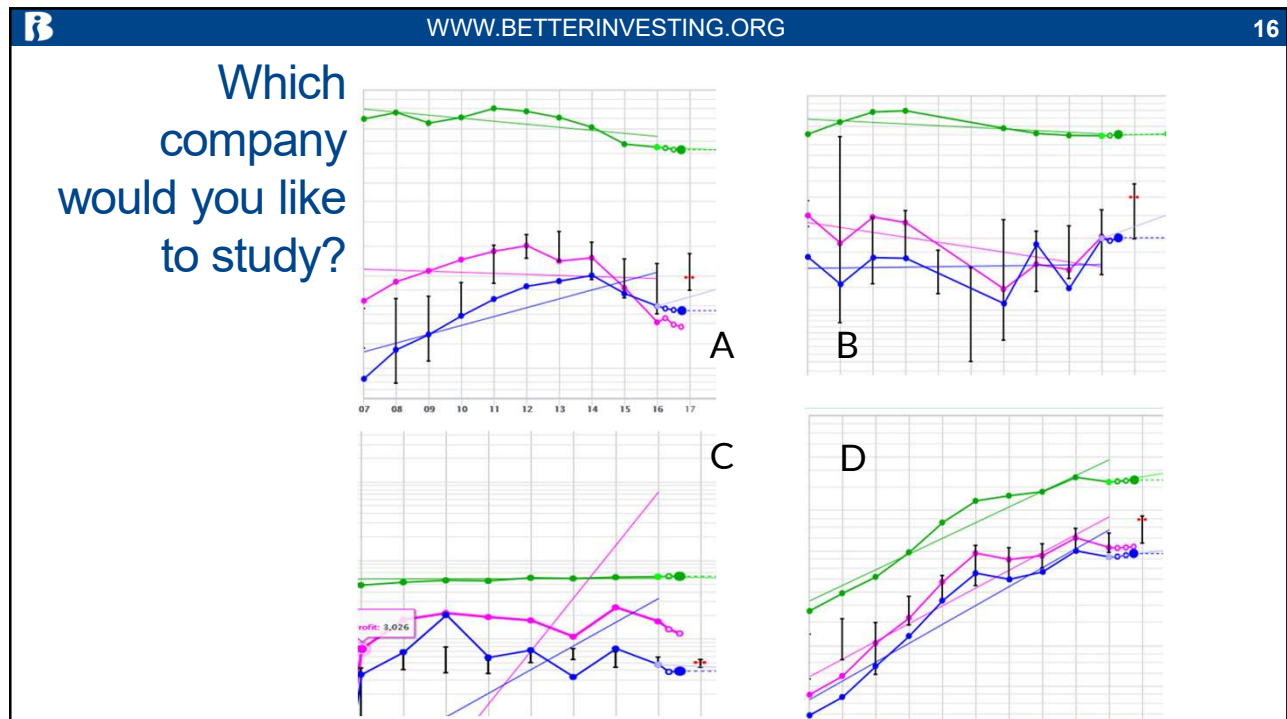 WWW.BETTERINVESTING.ORG
16
Which
company
would you like
to study?
A
B
07 08 09 10 11 12 13 14 15 16 17
C
D
rofit: 3,026